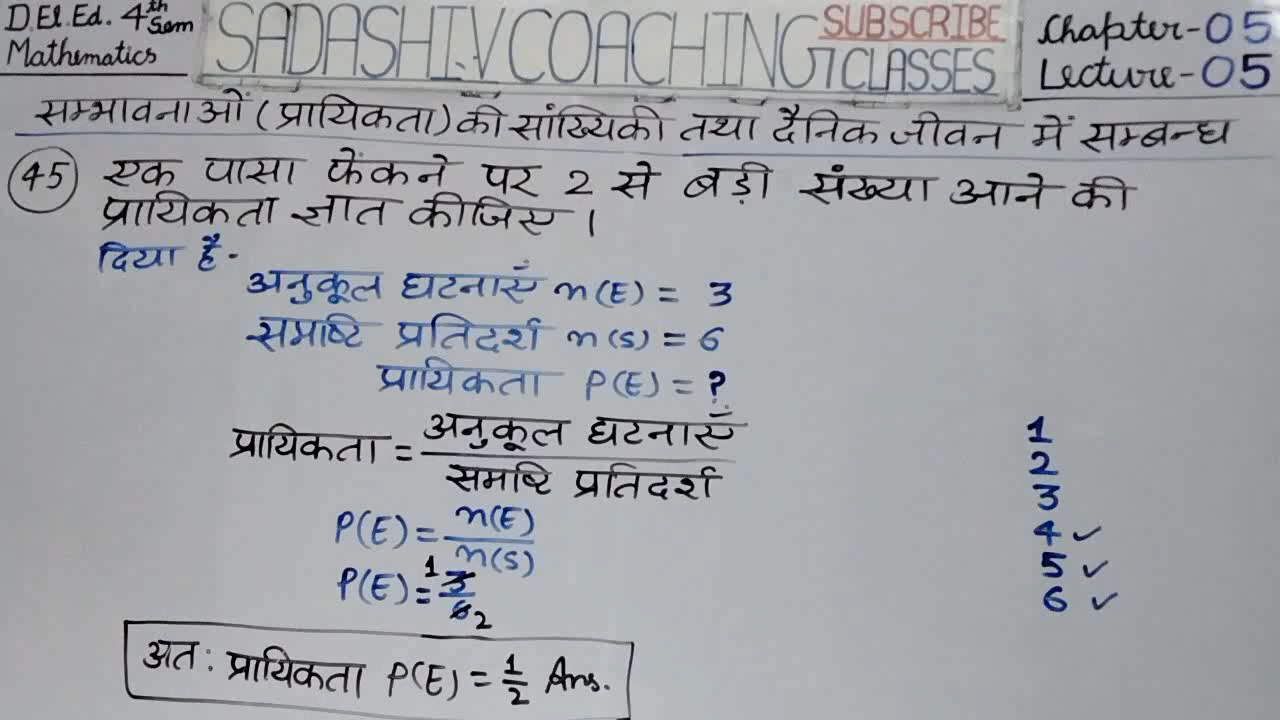 D.El.Ed. 4th Sem
Mathematics
SADASHIV COACHING CLASSES
SUBSCRIBE
Chapter-05
Lecture-05
सम्भावनाओं (प्रायिकता) की सांख्यिकी तथा दैनिक जीवन में सम्बन्ध
45 एक पासा फेंकने पर 2 से बड़ी संख्या आने की
प्रायिकता ज्ञात कीजिए।
दिया है-
अनुकूल घटनाएँ n(E) = 3
समष्टि प्रतिदर्श n(S) = 6
प्रायिकता P(E) = ?
प्रायिकता = अनुकूल घटनाएँ
समष्टि प्रतिदर्श
P(E) = n(E)
n(S)
P(E) = 1 3
6 2
अतः प्रायिकता P(E) = 1/2 Ans.
1
2
3
4 ✓
5 ✓
6 ✓